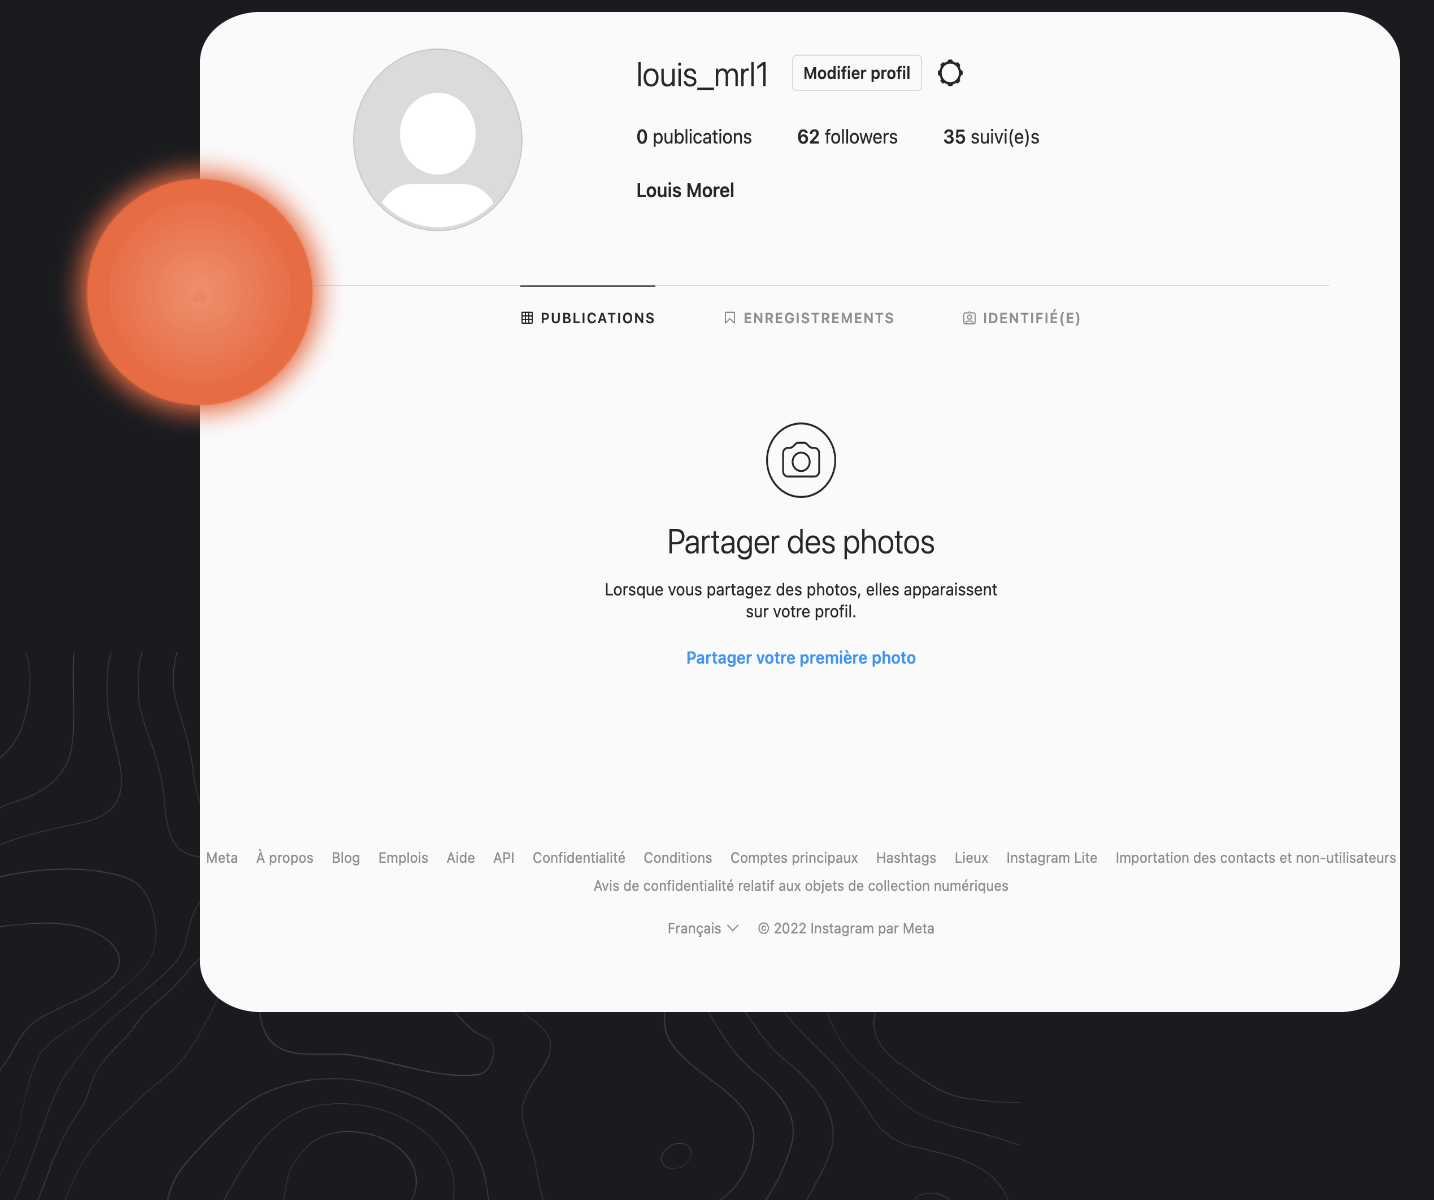 louis_mrl1 Modifier profil
0 publications 62 followers 35 suivi(e)s
Louis Morel
PUBLICATIONS ENREGISTREMENTS IDENTIFIÉ(E)
Partager des photos
Lorsque vous partagez des photos, elles apparaissent
sur votre profil.
Partager votre première photo
Meta À propos Blog Emplois Aide API Confidentialité Conditions Comptes principaux Hashtags Lieux Instagram Lite Importation des contacts et non-utilisateurs
Avis de confidentialité relatif aux objets de collection numériques
Français © 2022 Instagram par Meta